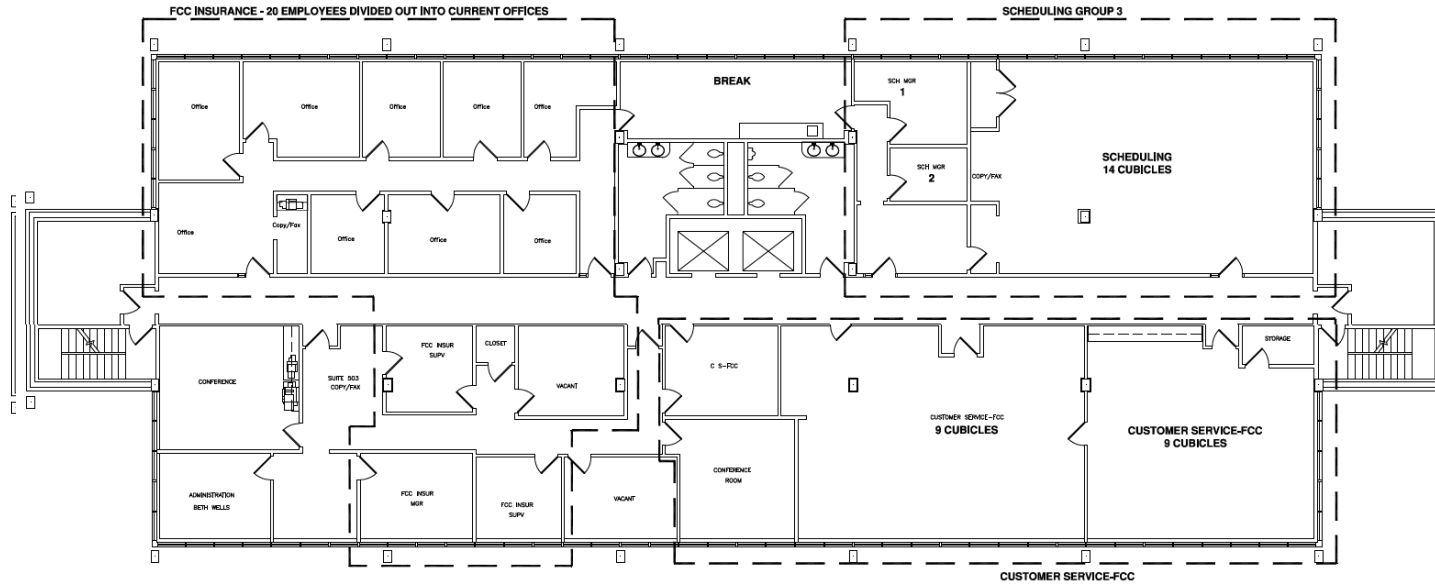 FCC INSURANCE - 20 EMPLOYEES DIVIDED OUT INTO CURRENT OFFICES
SCHEDULING GROUP 3
Office
Office
Office
Office
Office
BREAK
SCH MGR
1
SCHEDULING
14 CUBICLES
SCH MGR
2
COPY/FAX
Office
Copy/Fax
Office
Office
Office
CONFERENCE
SUITE 503
COPY/FAX
FCC INSUR
SUPV
CLOSET
VACANT
C S-FCC
STORAGE
CUSTOMER SERVICE-FCC
9 CUBICLES
CUSTOMER SERVICE-FCC
9 CUBICLES
ADMINISTRATION
BETH WELLS
FCC INSUR
MGR
FCC INSUR
SUPV
VACANT
CONFERENCE
ROOM
CUSTOMER SERVICE-FCC